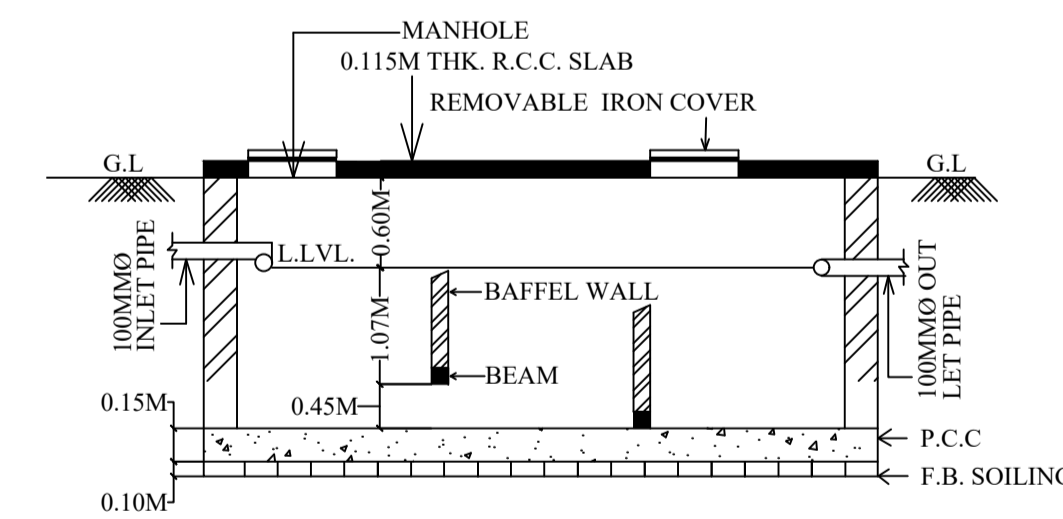 MANHOLE
0.115M THK. R.C.C. SLAB
REMOVABLE IRON COVER
G.L
G.L
0.60M
L.LVL.
100MMØ
INLET PIPE
BAFFEL WALL
1.07M
100MMØ OUT
LET PIPE
BEAM
0.15M
0.45M
P.C.C
F.B. SOILING
0.10M